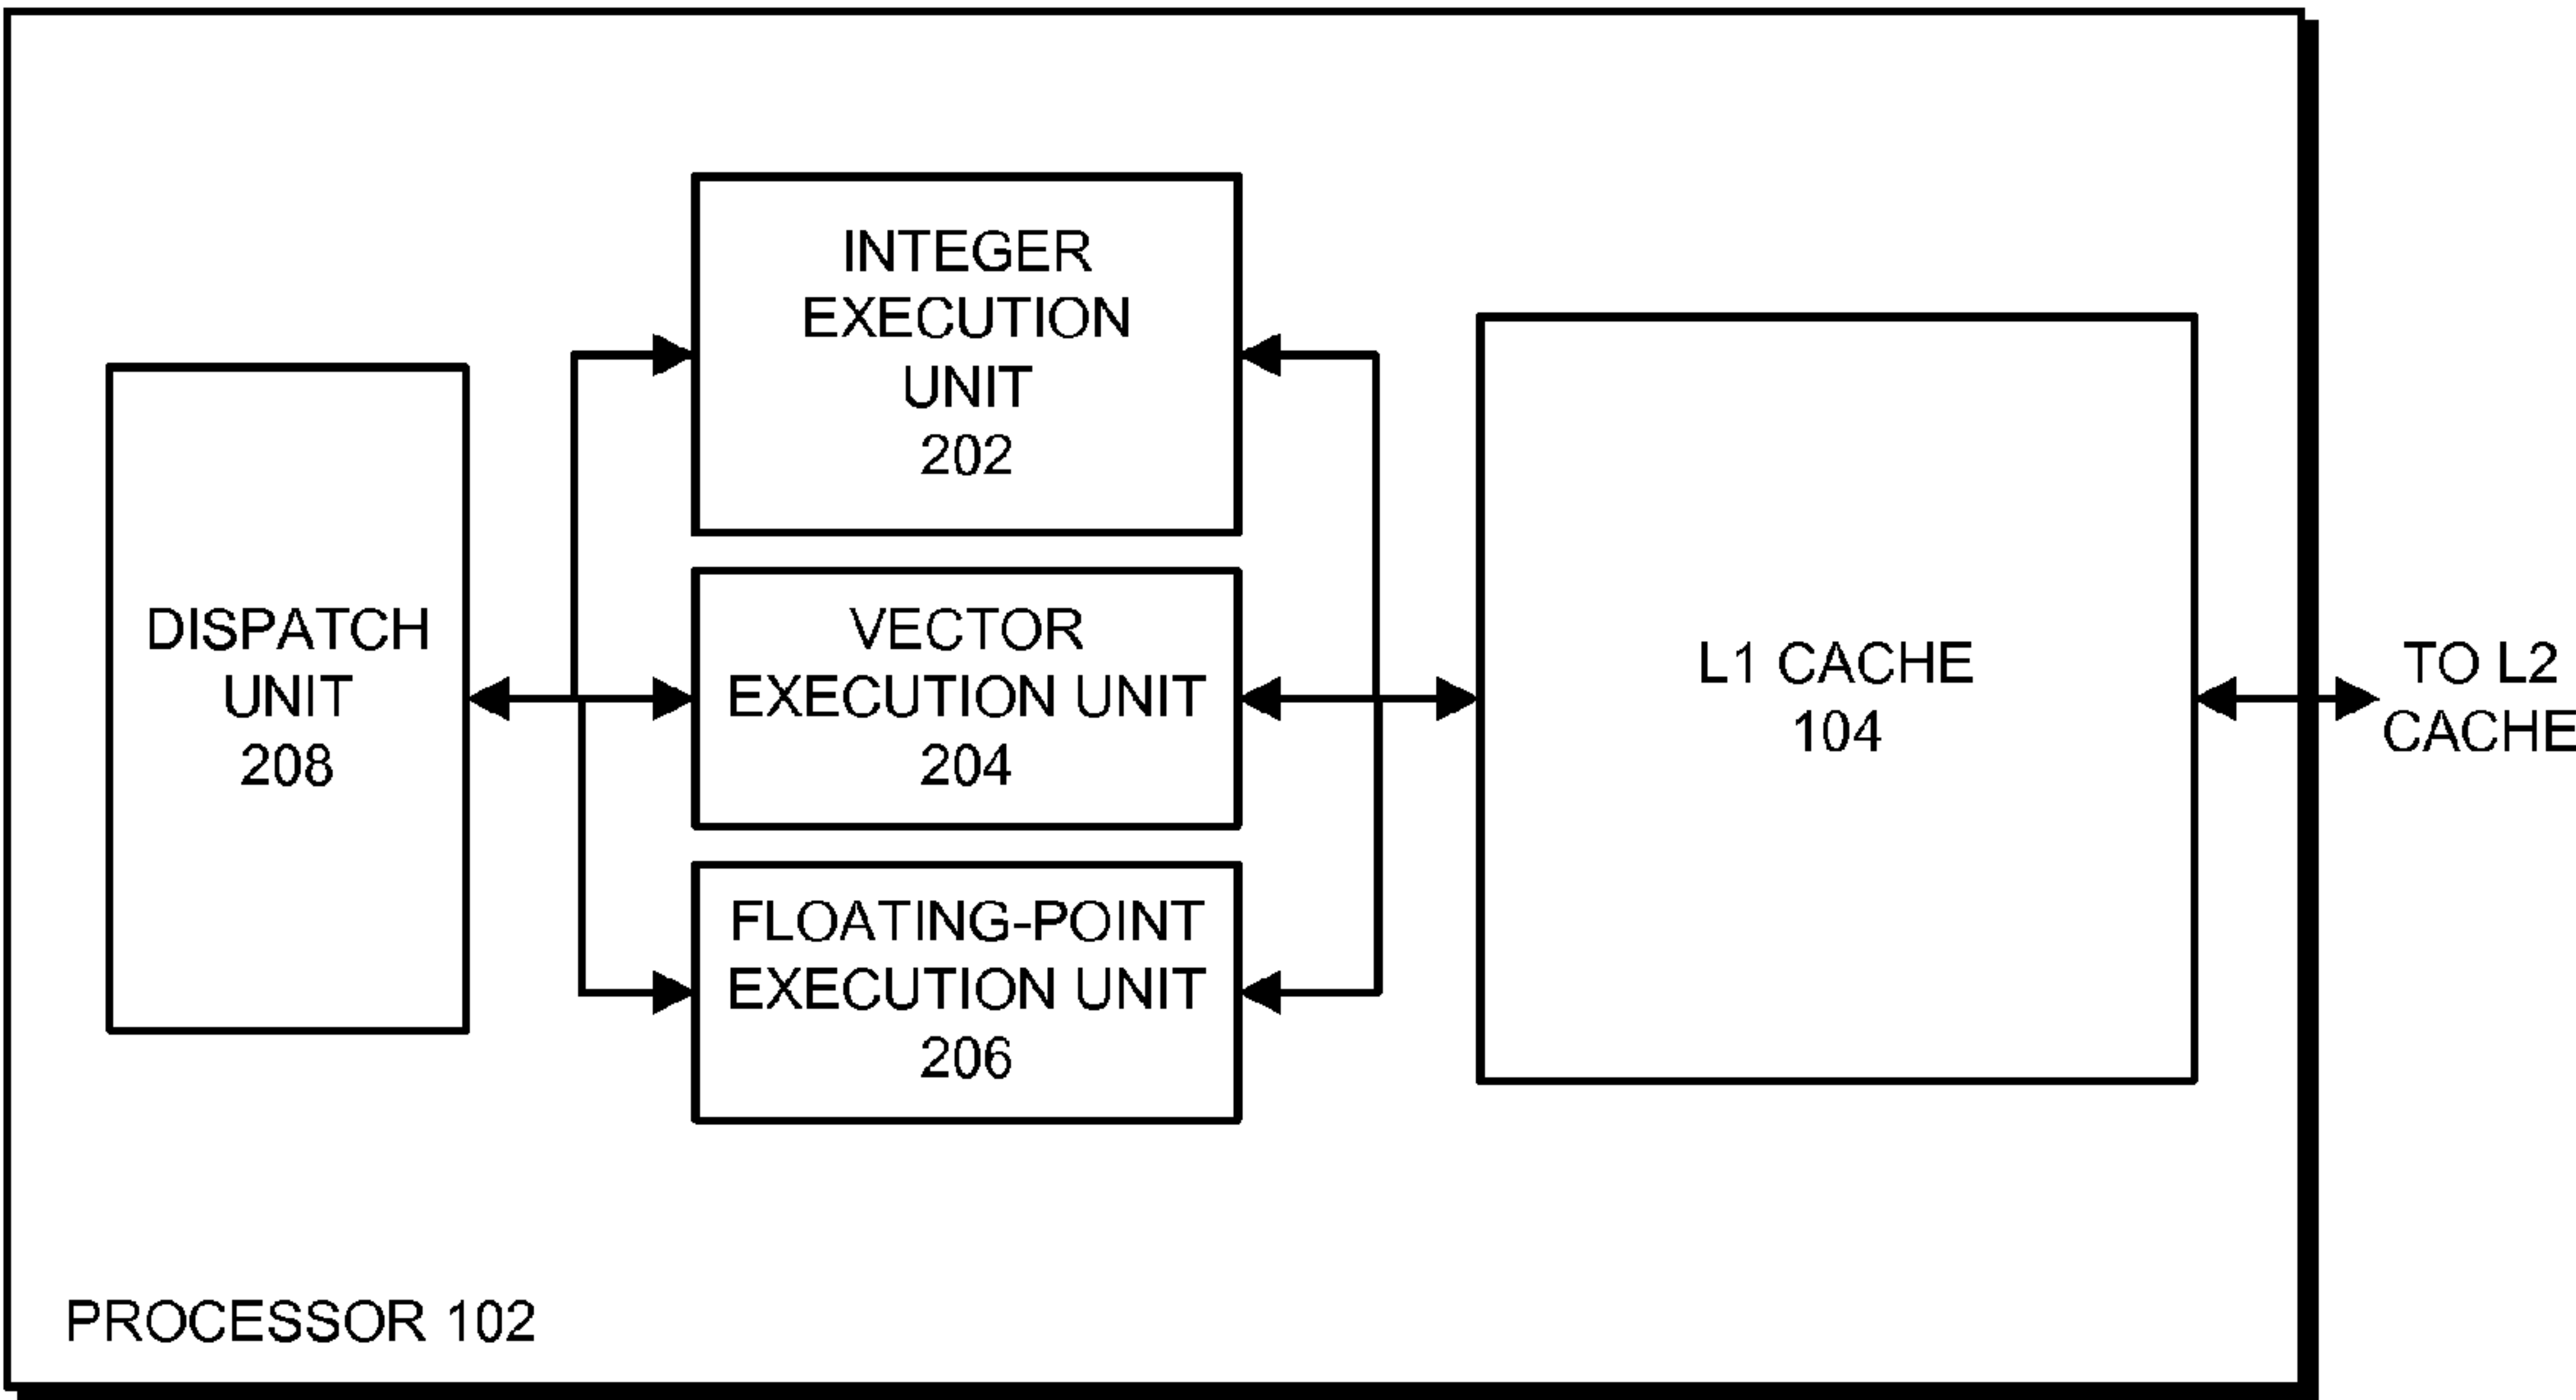 INTEGER
EXECUTION
UNIT
202
DISPATCH
UNIT
208
VECTOR
EXECUTION UNIT
204
FLOATING-POINT
EXECUTION UNIT
206
L1 CACHE
104
TO L2
CACHE
PROCESSOR 102